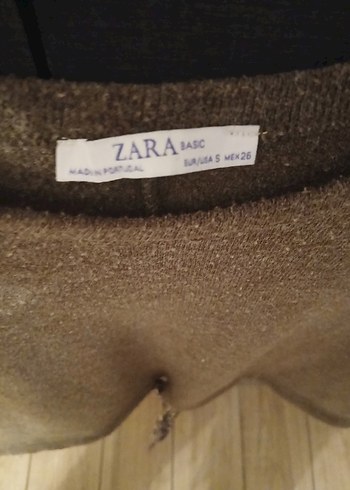 ZARA BASIC
MADE IN PORTUGAL
EUR/USA S MEX 26